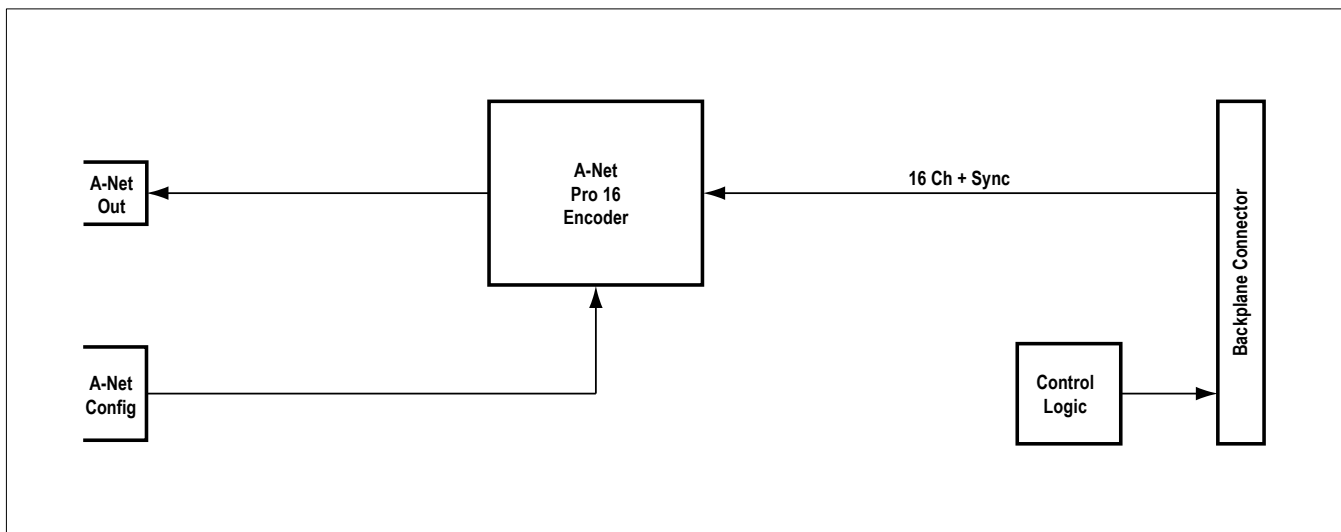 A-Net
Out
A-Net
Pro 16
Encoder
16 Ch + Sync
Backplane Connector
A-Net
Config
Control
Logic